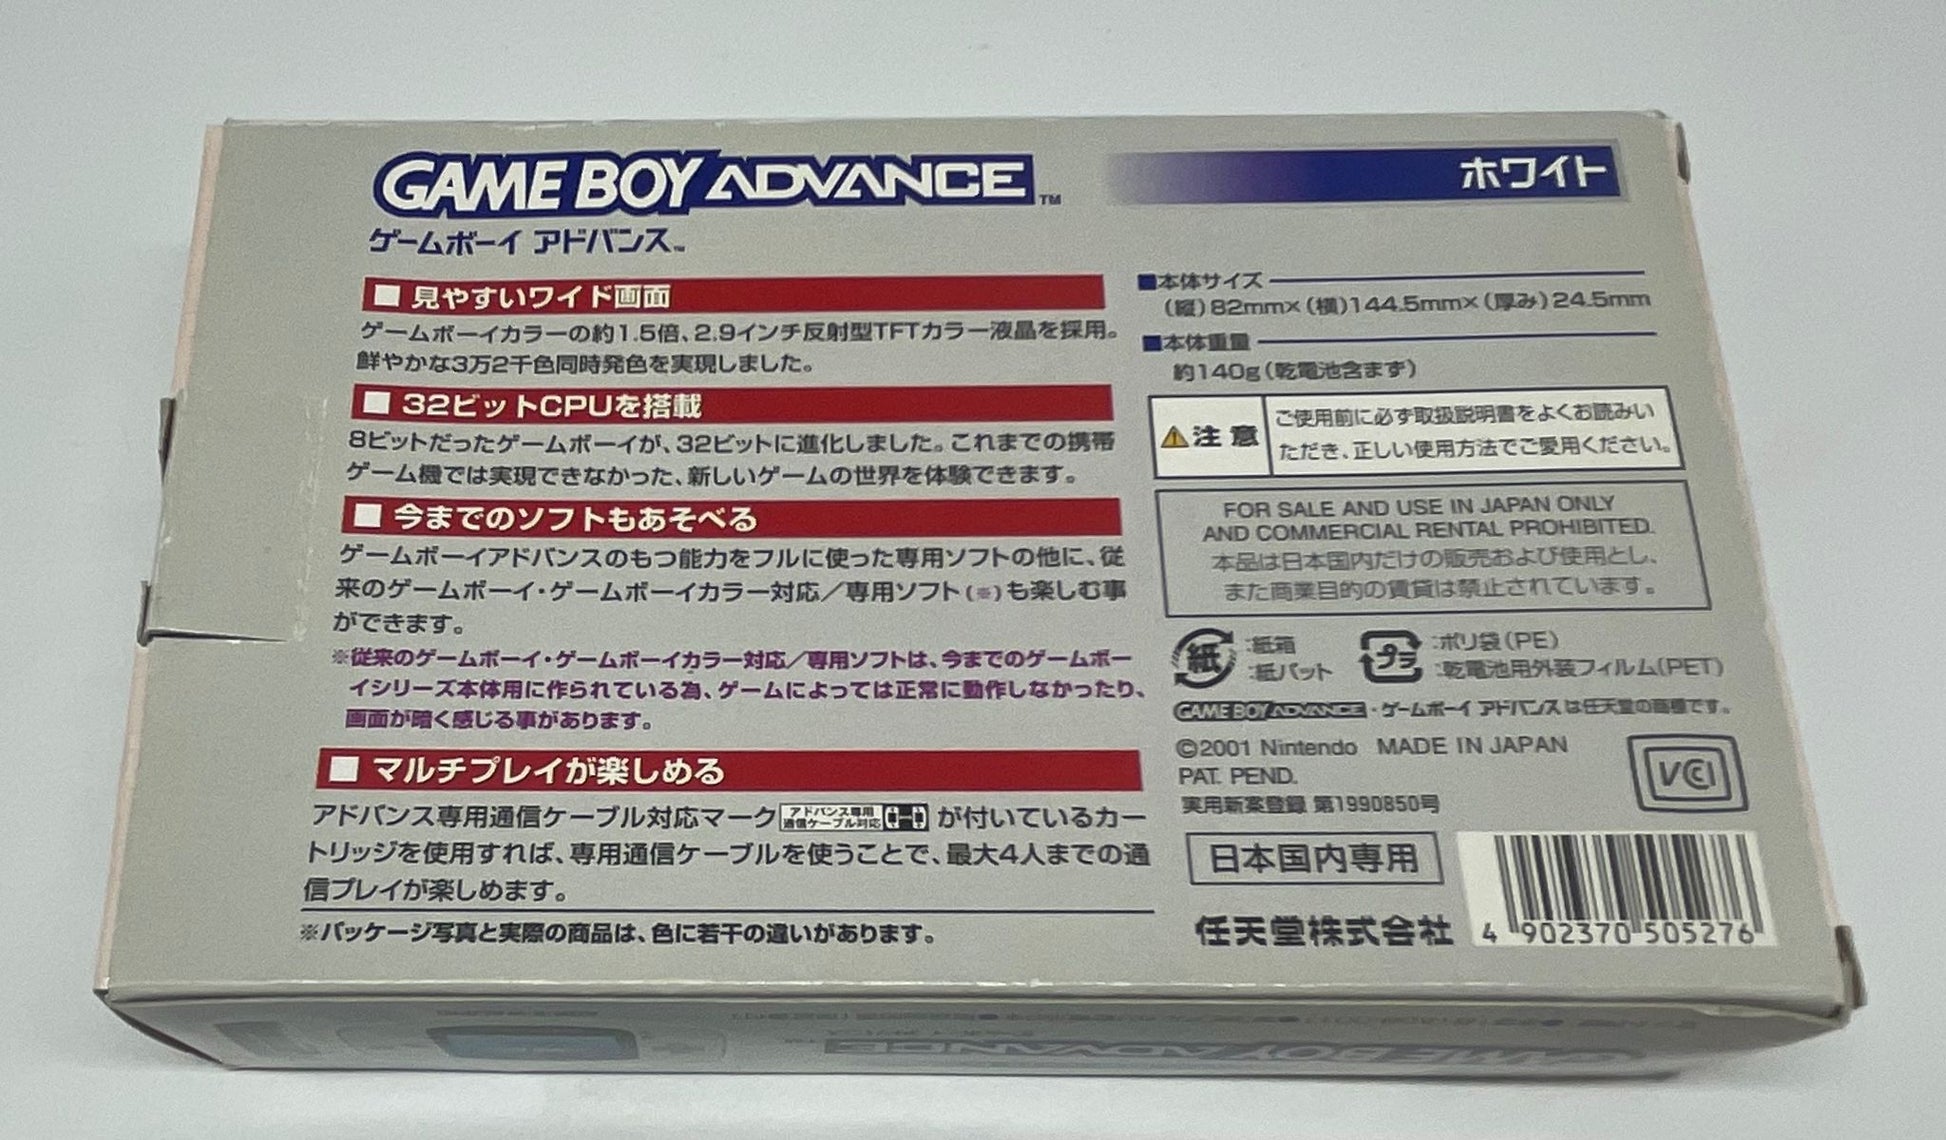 GAME BOY ADVANCE™
ゲームボーイ アドバンス™
ホワイト
■ 見やすいワイド画面
ゲームボーイカラーの約1.5倍、2.9インチ反射型TFTカラー液晶を採用。
鮮やかな3万2千色同時発色を実現しました。
■ 32ビットCPUを搭載
8ビットだったゲームボーイが、32ビットに進化しました。これまでの携帯
ゲーム機では実現できなかった、新しいゲームの世界を体験できます。
■ 今までのソフトもあそべる
ゲームボーイアドバンスのもつ能力をフルに使った専用ソフトの他に、従
来のゲームボーイ・ゲームボーイカラー対応／専用ソフト(※)も楽しむ事
ができます。
※従来のゲームボーイ・ゲームボーイカラー対応／専用ソフトは、今までのゲームボー
イシリーズ本体用に作られている為、ゲームによっては正常に動作しなかったり、
画面が暗く感じる事があります。
■ マルチプレイが楽しめる
アドバンス専用通信ケーブル対応マーク アドバンス専用 通信ケーブル対応 が付いているカー
トリッジを使用すれば、専用通信ケーブルを使うことで、最大4人までの通
信プレイが楽しめます。
※パッケージ写真と実際の商品は、色に若干の違いがあります。
■本体サイズ
(縦)82mm×(横)144.5mm×(厚み)24.5mm
■本体重量
約140g(乾電池含まず)
注意
ご使用前に必ず取扱説明書をよくお読みい
ただき、正しい使用方法でご愛用ください。
FOR SALE AND USE IN JAPAN ONLY
AND COMMERCIAL RENTAL PROHIBITED.
本品は日本国内だけの販売および使用とし、
また商業目的の賃貸は禁止されています。
紙 :紙箱
:紙パット
プラ :ポリ袋(PE)
:乾電池用外装フィルム(PET)
GAME BOY ADVANCE・ゲームボーイ アドバンスは任天堂の商標です。
©2001 Nintendo MADE IN JAPAN
PAT. PEND.
実用新案登録 第1990850号
VCI
日本国内専用
任天堂株式会社
4 902370 505276
GAME BOY ADVANCE